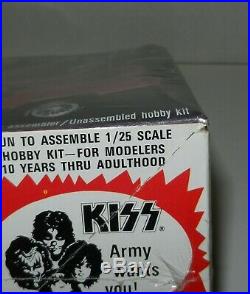 assembler/Unassembled hobby kit
UN TO ASSEMBLE 1/25 SCALE
HOBBY KIT—FOR MODELERS
10 YEARS THRU ADULTHOOD
KISS®
Army
wants
you!